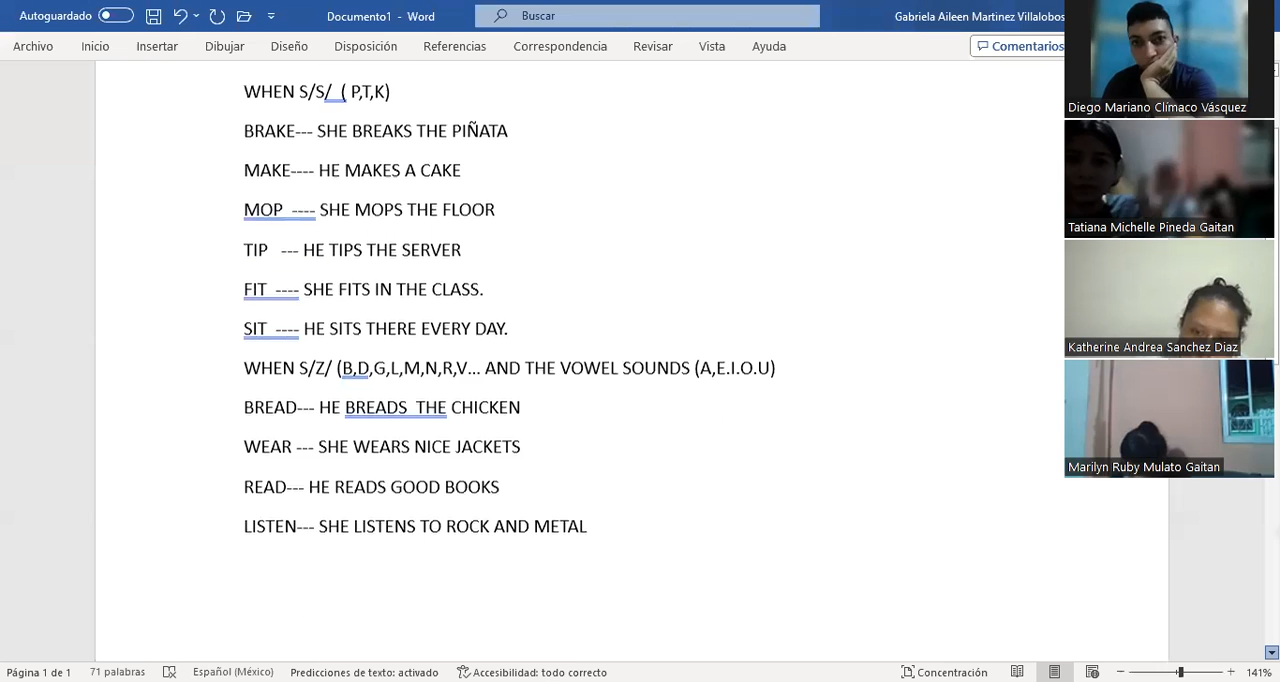 Autoguardado Documento1 - Word Buscar Gabriela Aileen Martinez Villalobos
Archivo Inicio Insertar Dibujar Diseño Disposición Referencias Correspondencia Revisar Vista Ayuda Comentarios
WHEN S/S/ ( P,T,K)
BRAKE--- SHE BREAKS THE PIÑATA
MAKE---- HE MAKES A CAKE
MOP ---- SHE MOPS THE FLOOR
TIP --- HE TIPS THE SERVER
FIT ---- SHE FITS IN THE CLASS.
SIT ---- HE SITS THERE EVERY DAY.
WHEN S/Z/ (B,D,G,L,M,N,R,V... AND THE VOWEL SOUNDS (A,E.I.O.U)
BREAD--- HE BREADS THE CHICKEN
WEAR --- SHE WEARS NICE JACKETS
READ--- HE READS GOOD BOOKS
LISTEN--- SHE LISTENS TO ROCK AND METAL
Diego Mariano Clímaco Vásquez
Tatiana Michelle Pineda Gaitan
Katherine Andrea Sanchez Diaz
Marilyn Ruby Mulato Gaitan
Página 1 de 1 71 palabras Español (México) Predicciones de texto: activado Accesibilidad: todo correcto Concentración 141%